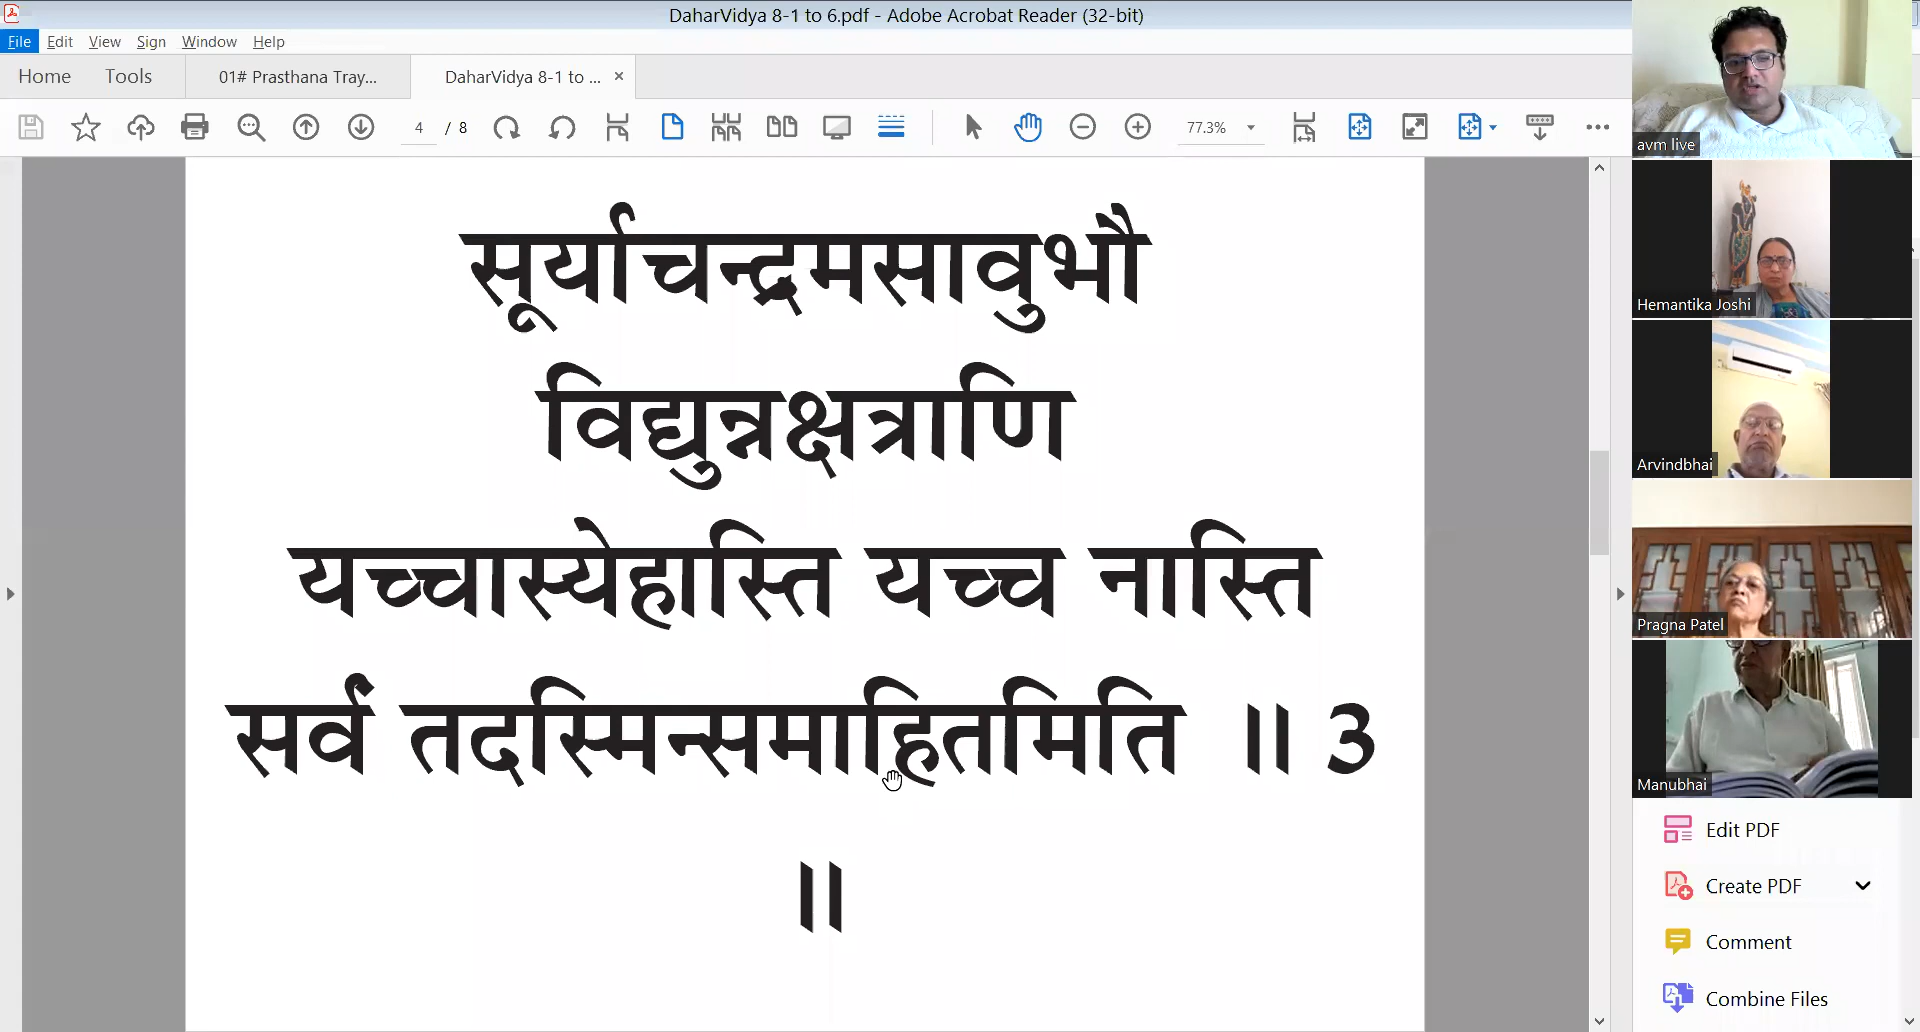 DaharVidya 8-1 to 6.pdf - Adobe Acrobat Reader (32-bit)
File Edit View Sign Window Help
Home Tools 01# Prasthana Tray... DaharVidya 8-1 to ... ×
4 / 8 77.3%
सूर्याचन्द्रमसावुभौ
विद्युन्नक्षत्राणि
यच्चास्येहास्ति यच्च नास्ति
सर्वं तदस्मिन्समाहितमिति ॥ 3
॥
avm live
Hemantika Joshi
Arvindbhai
Pragna Patel
Manubhai
Edit PDF
Create PDF
Comment
Combine Files